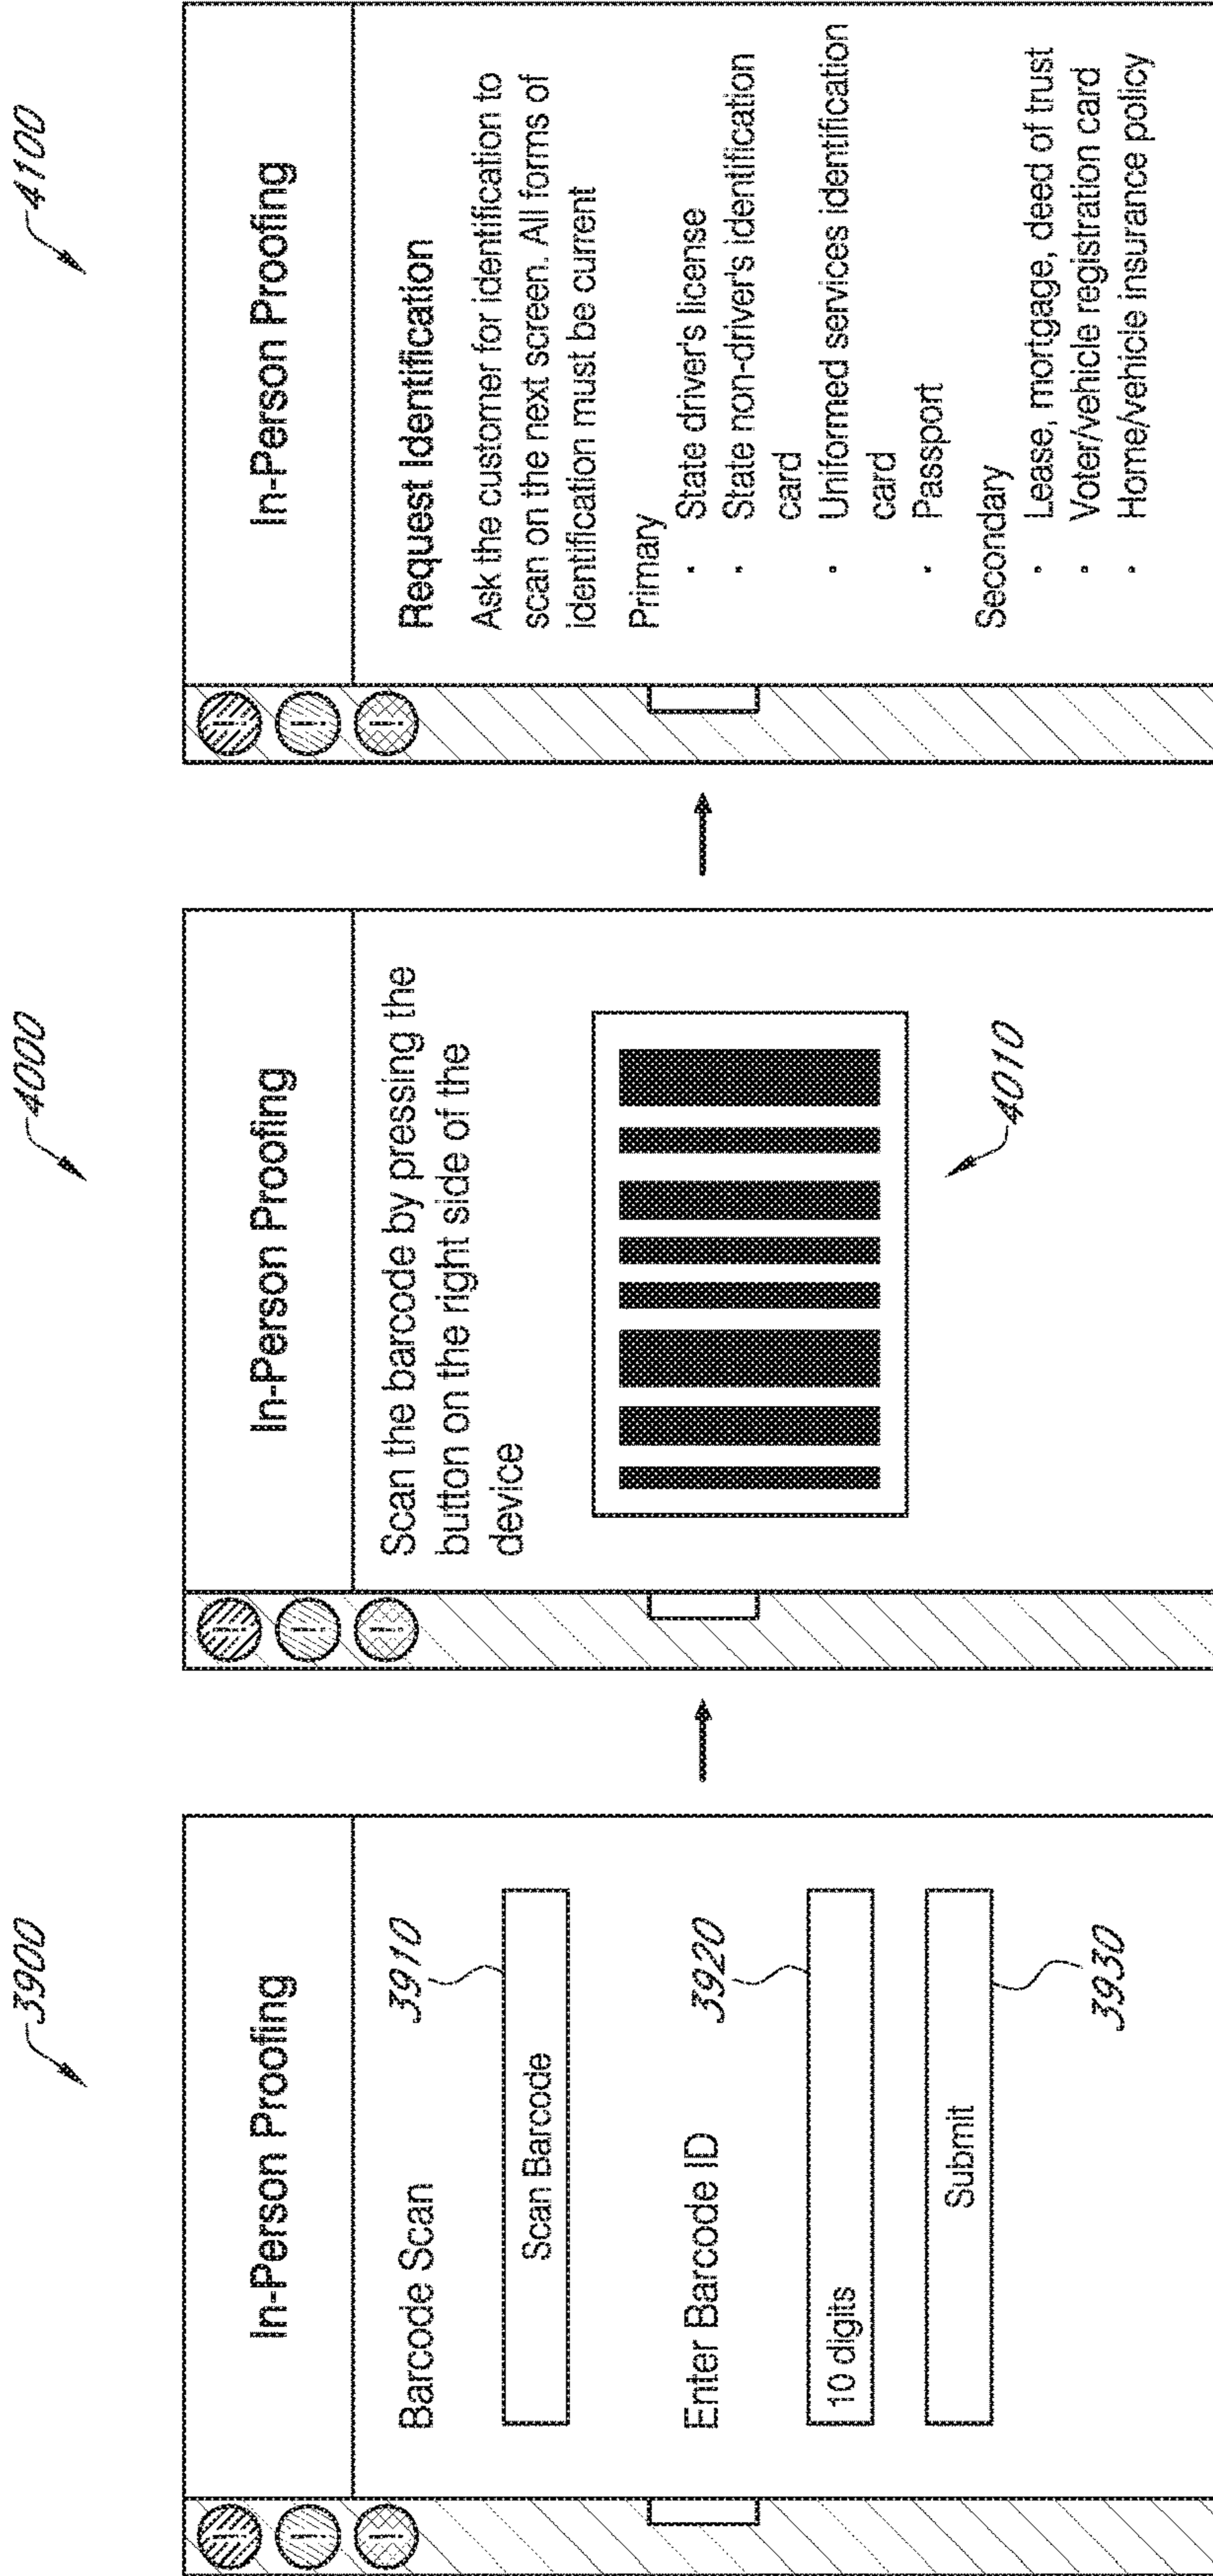 3900
In-Person Proofing
Barcode Scan
3910
Scan Barcode
Enter Barcode ID
3920
10 digits
Submit
3930
4000
In-Person Proofing
Scan the barcode by pressing the
button on the right side of the
device
4010
4100
In-Person Proofing
Request Identification
Ask the customer for identification to
scan on the next screen. All forms of
identification must be current
Primary
• State driver's license
• State non-driver's identification
card
• Uniformed services identification
card
• Passport
Secondary
• Lease, mortgage, deed of trust
• Voter/vehicle registration card
• Home/vehicle insurance policy